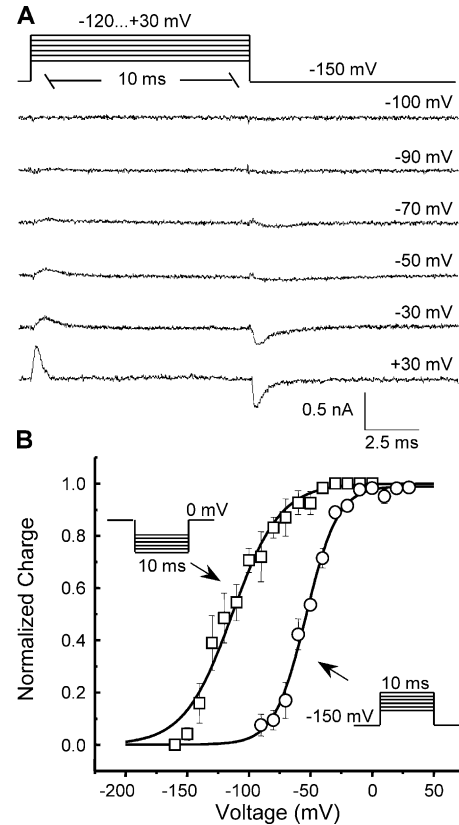 A
-120...+30 mV
10 ms
-150 mV
-100 mV
-90 mV
-70 mV
-50 mV
-30 mV
+30 mV
0.5 nA
2.5 ms
B
1.0
0.8
0.6
0.4
0.2
0.0
Normalized Charge
0 mV
10 ms
10 ms
-150 mV
-200 -150 -100 -50 0 50
Voltage (mV)